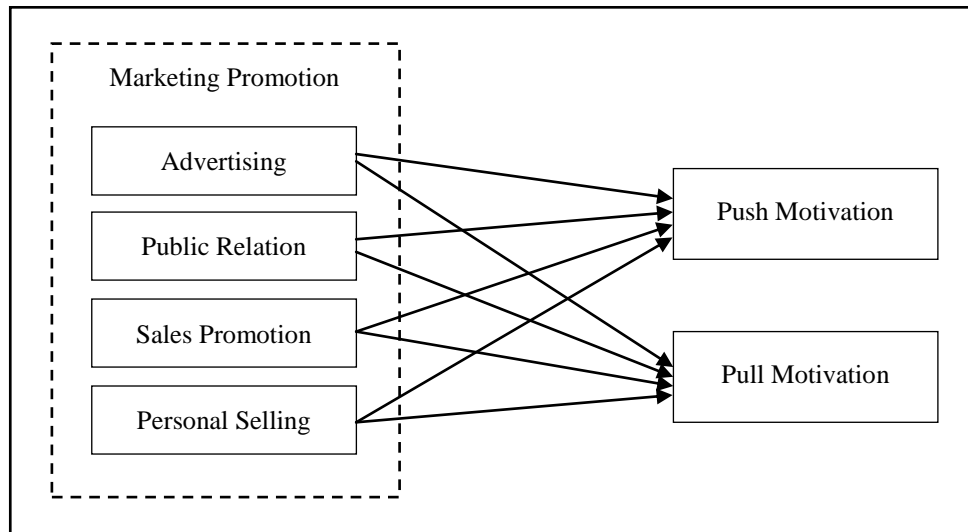 Marketing Promotion
Advertising
Public Relation
Sales Promotion
Personal Selling
Push Motivation
Pull Motivation